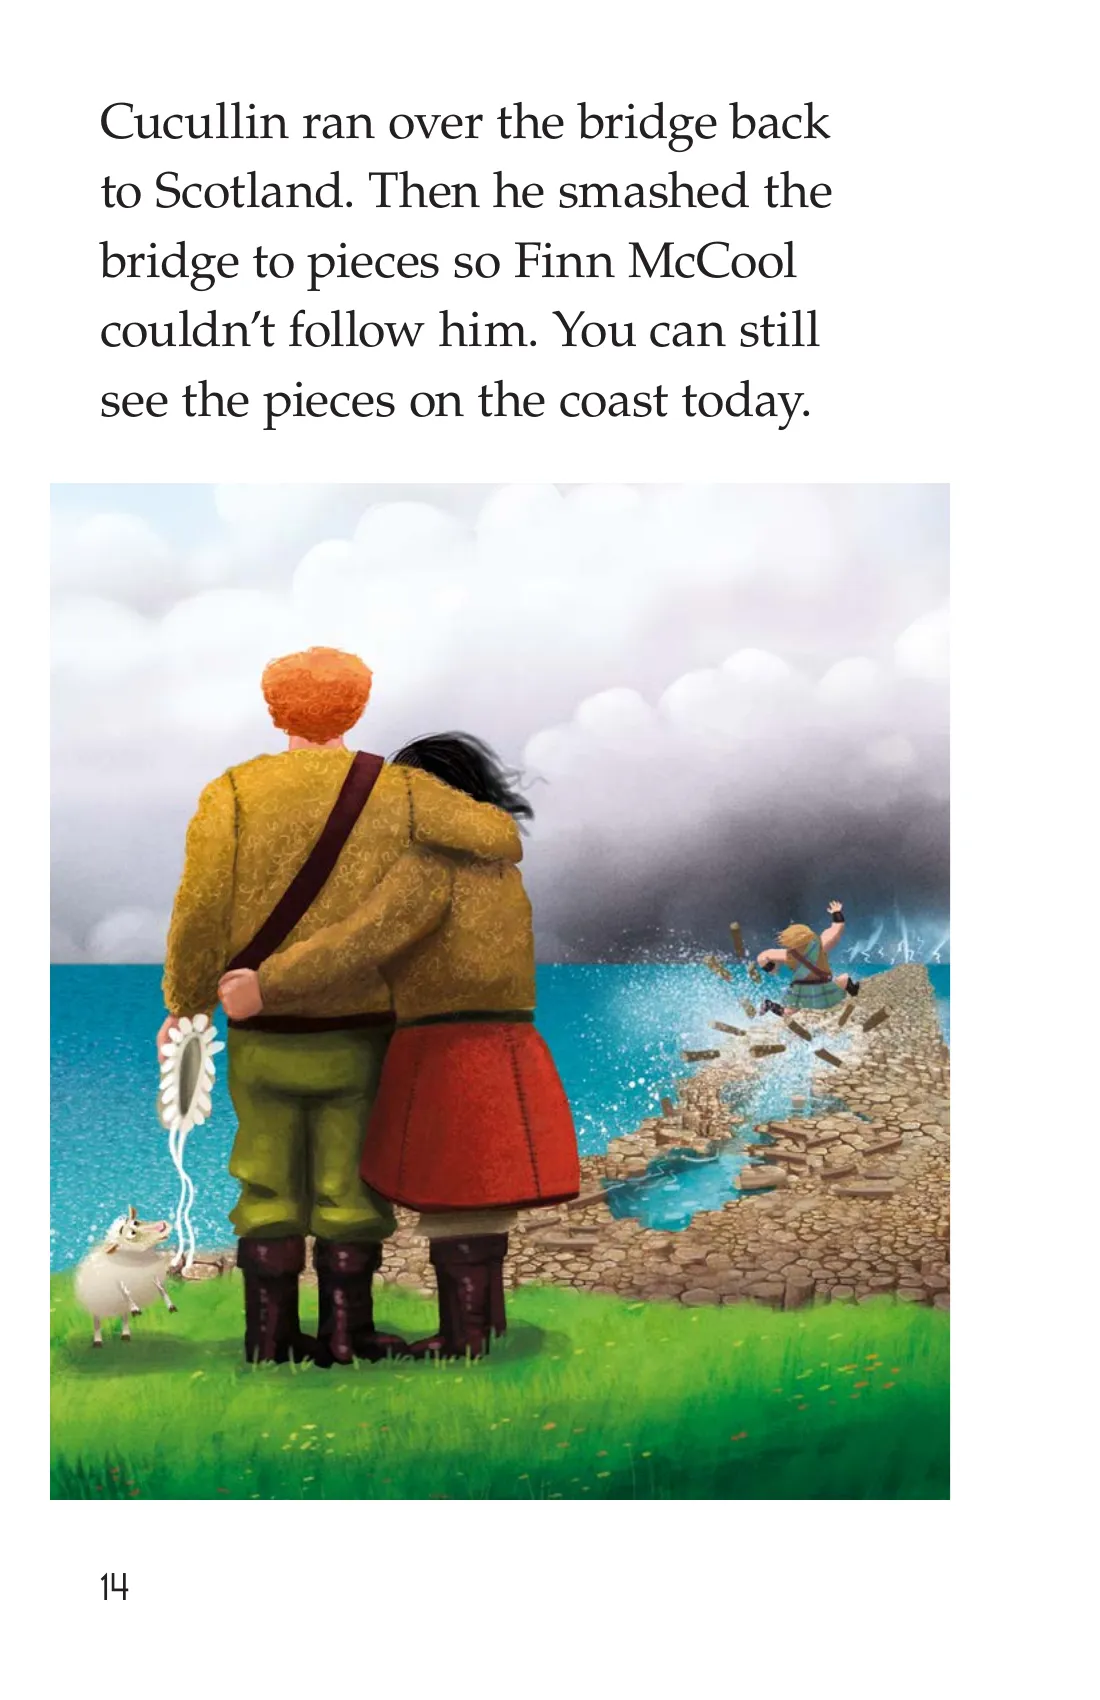 Cucullin ran over the bridge back
to Scotland. Then he smashed the
bridge to pieces so Finn McCool
couldn’t follow him. You can still
see the pieces on the coast today.
14